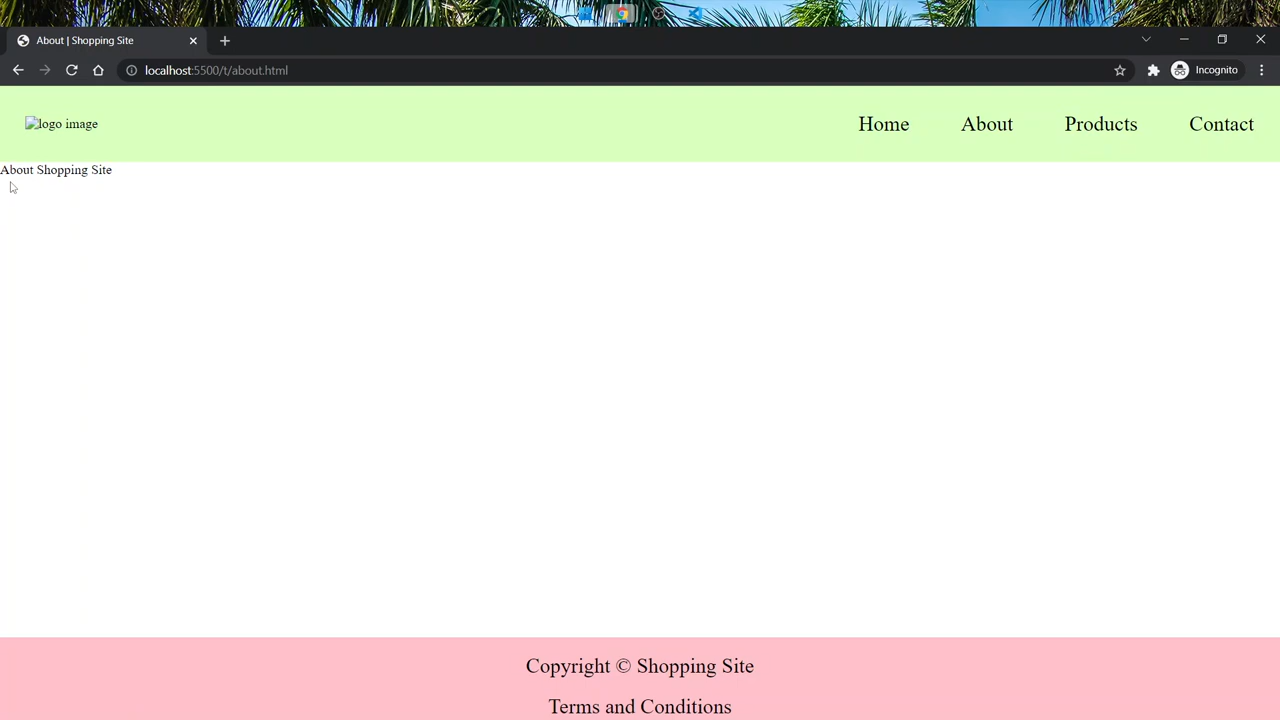 About | Shopping Site
localhost:5500/t/about.html
Incognito
logo image
Home About Products Contact
About Shopping Site
Copyright © Shopping Site
Terms and Conditions